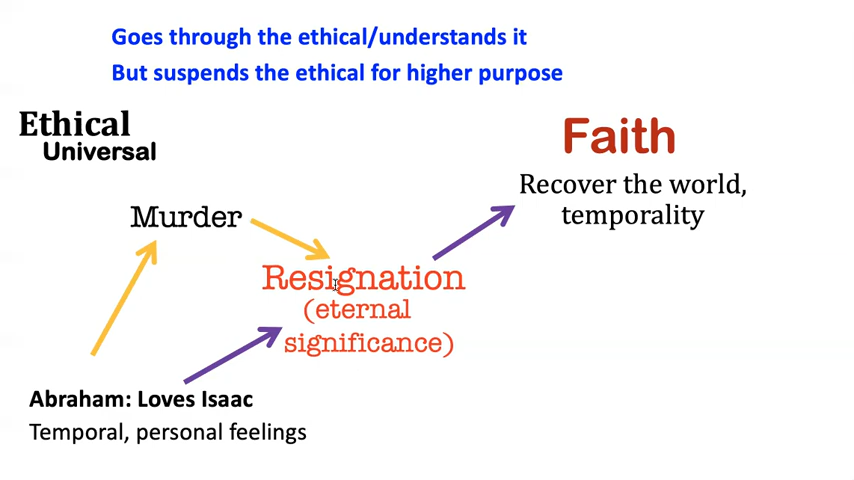 Goes through the ethical/understands it
But suspends the ethical for higher purpose
Ethical
Universal
Faith
Recover the world,
temporality
Murder
Resignation
(eternal
significance)
Abraham: Loves Isaac
Temporal, personal feelings